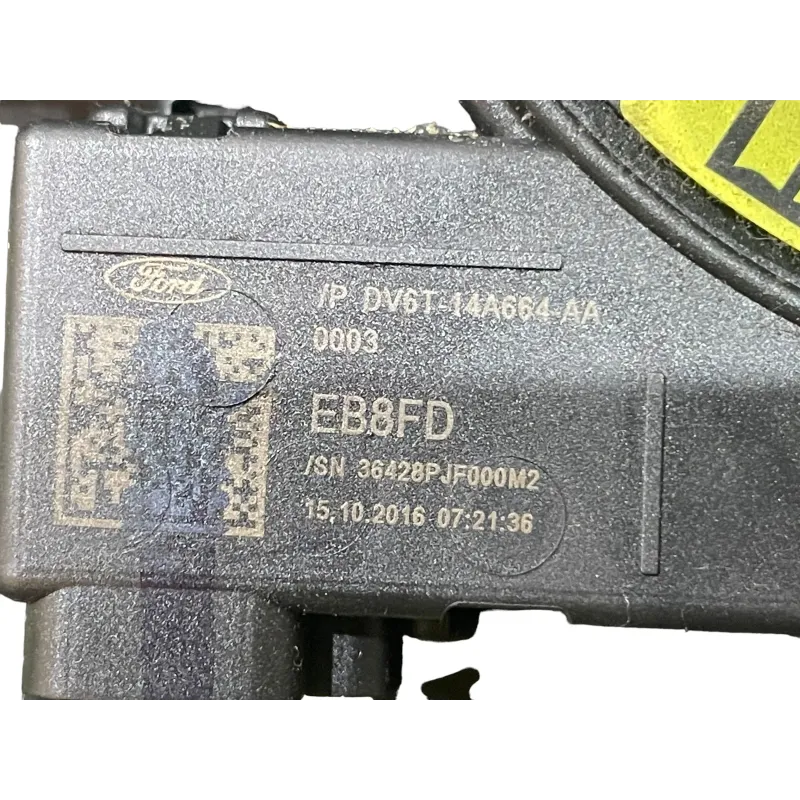 Ford
/P DV6T-14A664-AA
0003
EB8FD
/SN 36428PJF000M2
15.10.2016 07:21:36